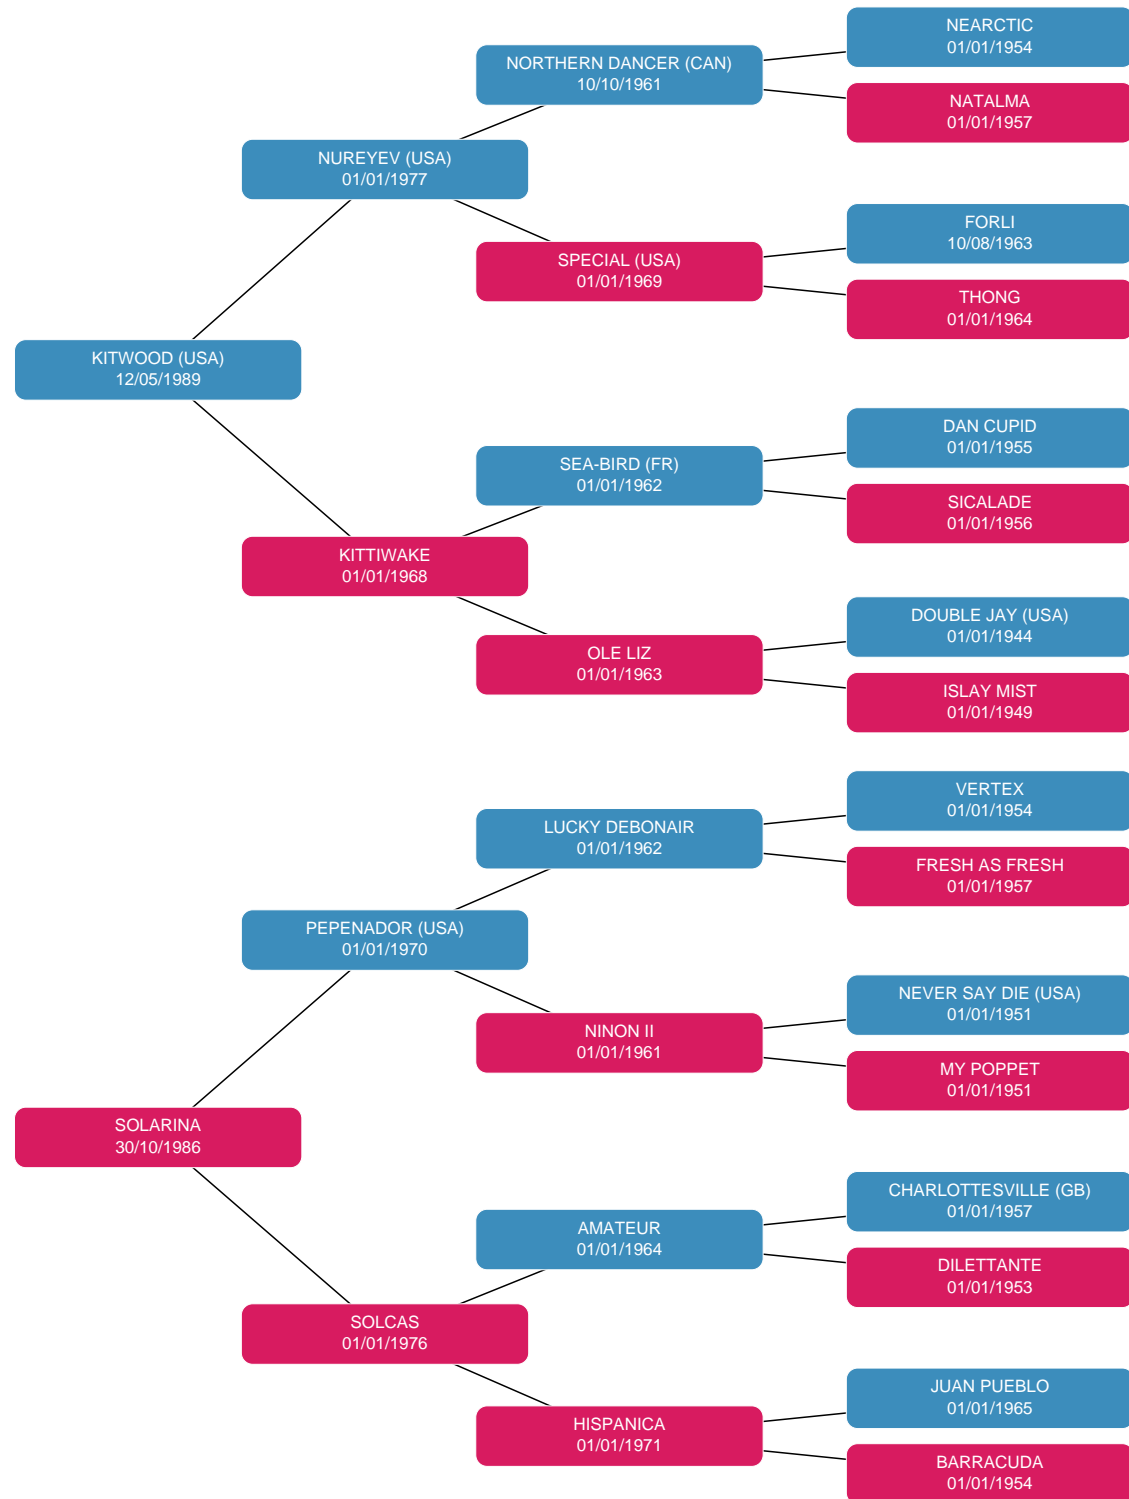 NEARCTIC
01/01/1954
NORTHERN DANCER (CAN)
10/10/1961
NATALMA
01/01/1957
NUREYEV (USA)
01/01/1977
FORLI
10/08/1963
SPECIAL (USA)
01/01/1969
THONG
01/01/1964
KITWOOD (USA)
12/05/1989
DAN CUPID
01/01/1955
SEA-BIRD (FR)
01/01/1962
SICALADE
01/01/1956
KITTIWAKE
01/01/1968
DOUBLE JAY (USA)
01/01/1944
OLE LIZ
01/01/1963
ISLAY MIST
01/01/1949
VERTEX
01/01/1954
LUCKY DEBONAIR
01/01/1962
FRESH AS FRESH
01/01/1957
PEPENADOR (USA)
01/01/1970
NEVER SAY DIE (USA)
01/01/1951
NINON II
01/01/1961
MY POPPET
01/01/1951
SOLARINA
30/10/1986
CHARLOTTESVILLE (GB)
01/01/1957
AMATEUR
01/01/1964
DILETTANTE
01/01/1953
SOLCAS
01/01/1976
JUAN PUEBLO
01/01/1965
HISPANICA
01/01/1971
BARRACUDA
01/01/1954